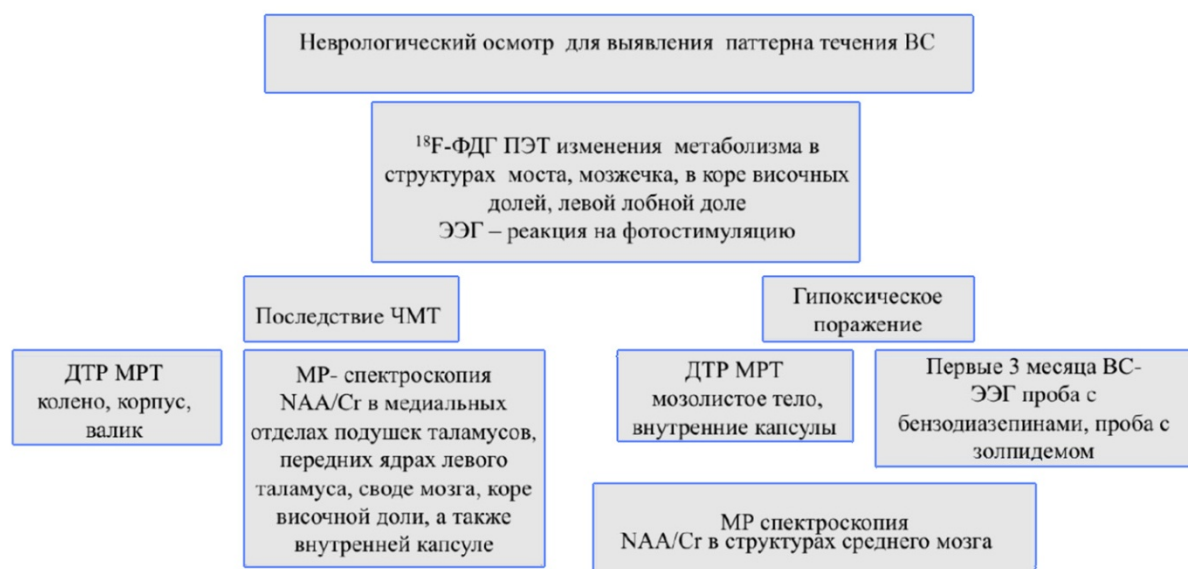 Неврологический осмотр для выявления паттерна течения ВС
¹⁸F-ФДГ ПЭТ изменения метаболизма в
структурах моста, мозжечка, в коре височных
долей, левой лобной доле
ЭЭГ – реакция на фотостимуляцию
Последствие ЧМТ
Гипоксическое
поражение
ДТР МРТ
колено, корпус,
валик
МР- спектроскопия
NAA/Cr в медиальных
отделах подушек таламусов,
передних ядрах левого
таламуса, своде мозга, коре
височной доли, а также
внутренней капсуле
ДТР МРТ
мозолистое тело,
внутренние капсулы
Первые 3 месяца ВС-
ЭЭГ проба с
бензодиазепинами, проба с
золпидемом
МР спектроскопия
NAA/Cr в структурах среднего мозга